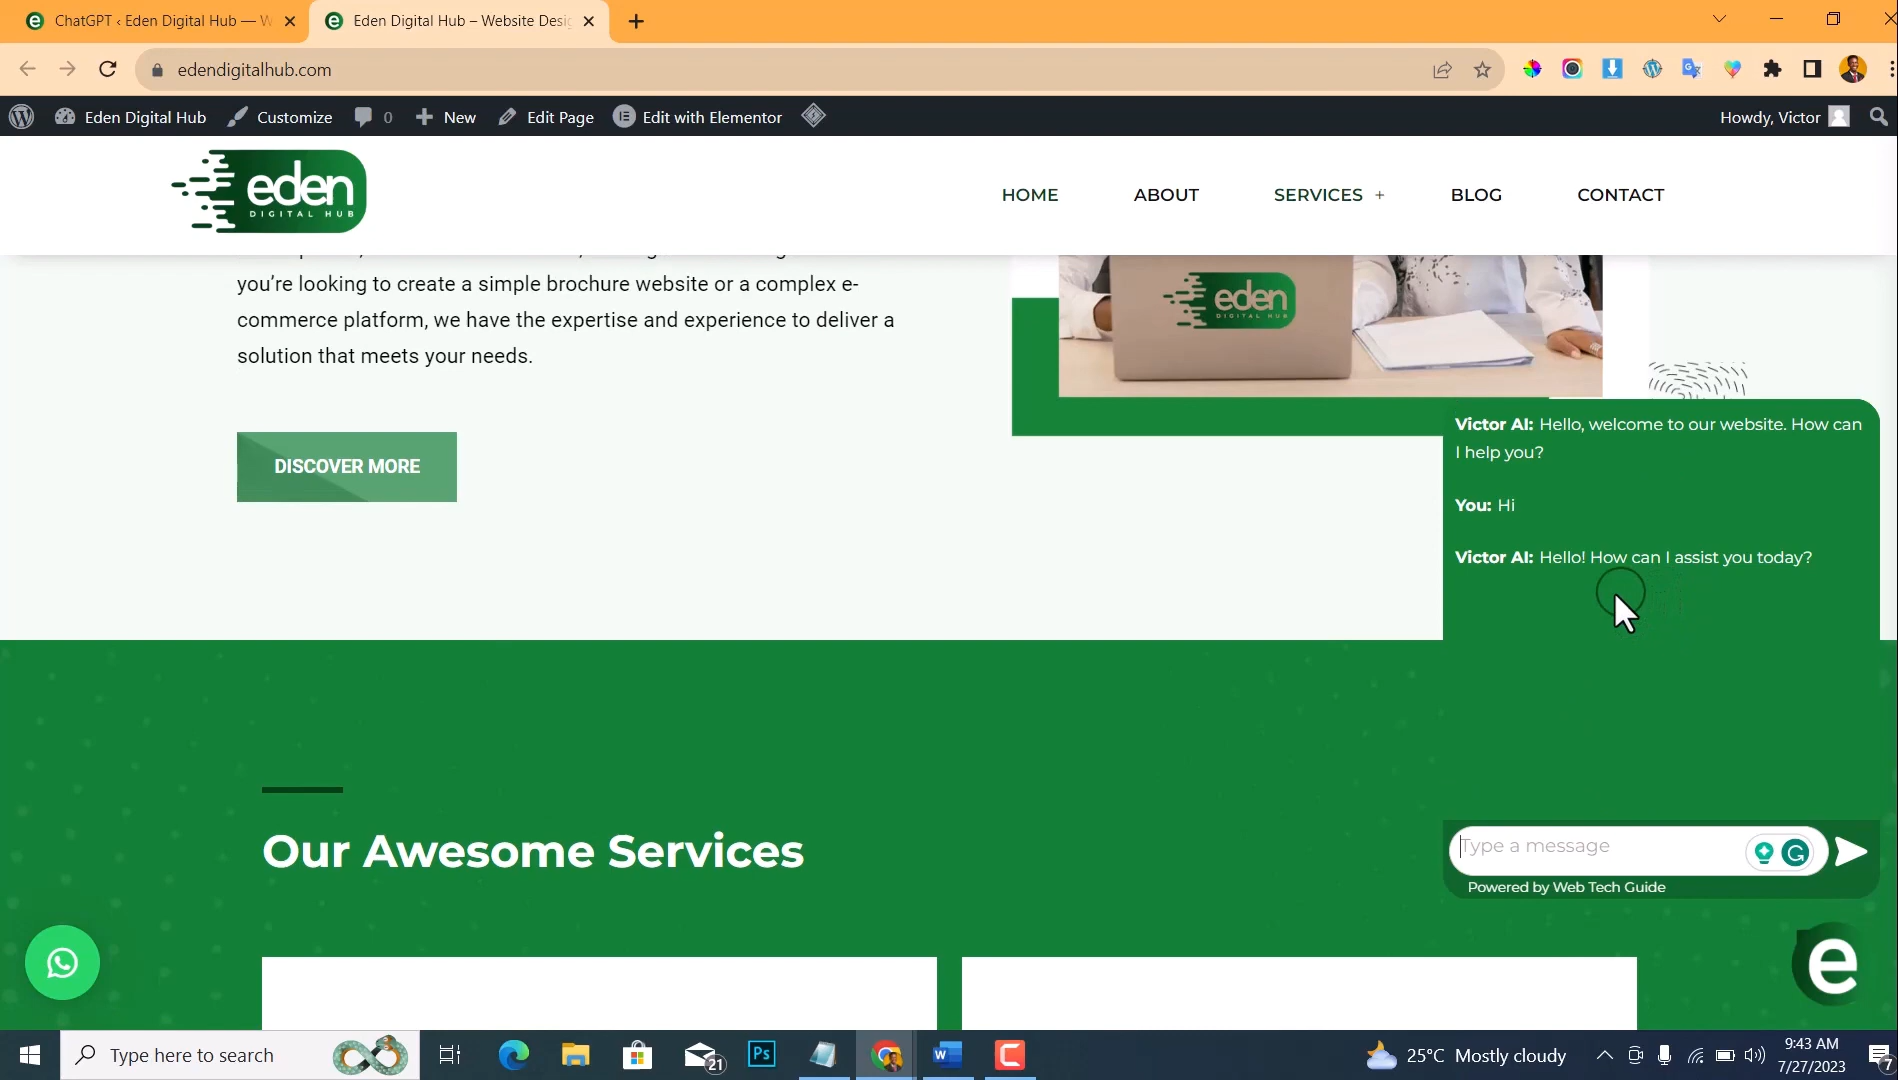 ChatGPT ‹ Eden Digital Hub — W
Eden Digital Hub – Website Desig
edendigitalhub.com
Eden Digital Hub
Customize
0
New
Edit Page
Edit with Elementor
Howdy, Victor
eden
DIGITAL HUB
HOME
ABOUT
SERVICES +
BLOG
CONTACT
you’re looking to create a simple brochure website or a complex e-
commerce platform, we have the expertise and experience to deliver a
solution that meets your needs.
eden
DIGITAL HUB
DISCOVER MORE
Victor AI: Hello, welcome to our website. How can
I help you?
You: Hi
Victor AI: Hello! How can I assist you today?
Our Awesome Services
Type a message
Powered by Web Tech Guide
e
Type here to search
21
Ps
25°C Mostly cloudy
9:43 AM
7/27/2023
7